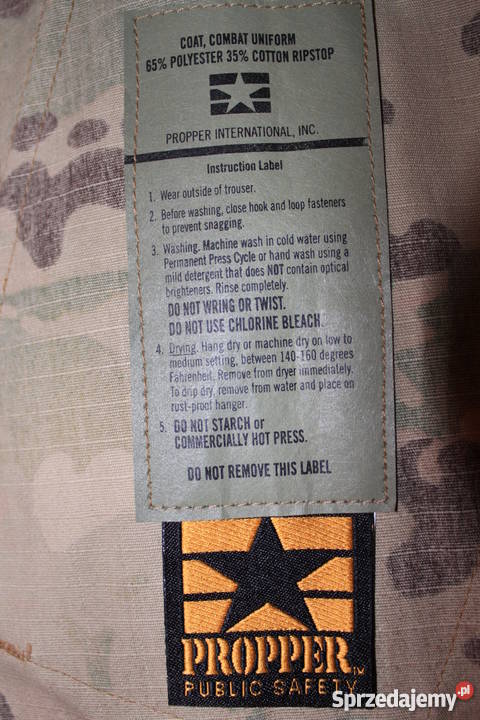 COAT, COMBAT UNIFORM
65% POLYESTER 35% COTTON RIPSTOP
PROPPER INTERNATIONAL, INC.
Instruction Label
1. Wear outside of trouser.
2. Before washing, close hook and loop fasteners
to prevent snagging.
3. Washing. Machine wash in cold water using
Permanent Press Cycle or hand wash using a
mild detergent that does NOT contain optical
brighteners. Rinse completely.
DO NOT WRING OR TWIST.
DO NOT USE CHLORINE BLEACH.
4. Drying. Hang dry or machine dry on low to
medium setting, between 140-160 degrees
Fahrenheit. Remove from dryer immediately.
To drip dry, remove from water and place on
rust-proof hanger.
5. DO NOT STARCH or
COMMERCIALLY HOT PRESS.
DO NOT REMOVE THIS LABEL
PROPPER™
PUBLIC SAFETY
Sprzedajemy.pl